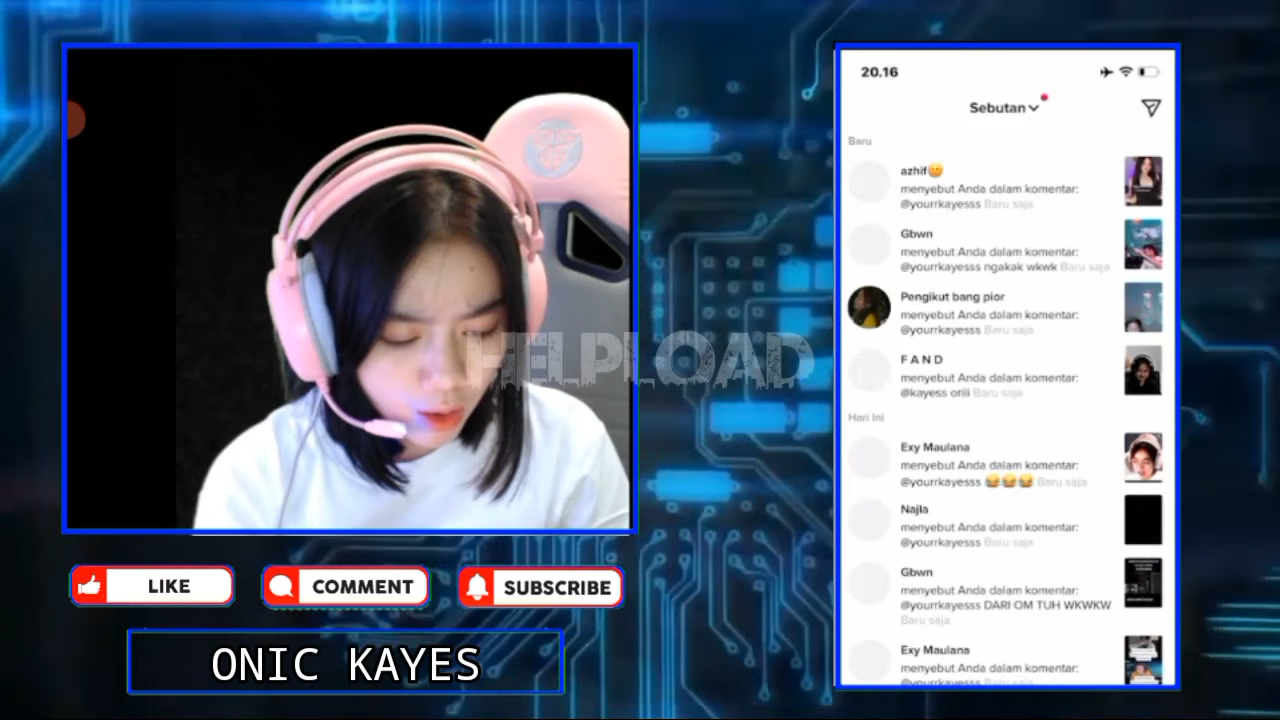 20.16
Sebutan
Baru
azhif😀
menyebut Anda dalam komentar:
@yourrkayesss Baru saja
Gbwn
menyebut Anda dalam komentar:
@yourrkayesss ngakak wkwk Baru saja
Pengikut bang pior
menyebut Anda dalam komentar:
@yourrkayesss Baru saja
F A N D
menyebut Anda dalam komentar:
@kayess oriii Baru saja
Hari Ini
Exy Maulana
menyebut Anda dalam komentar:
@yourrkayesss 😂😂😂 Baru saja
Najla
menyebut Anda dalam komentar:
@yourrkayesss Baru saja
Gbwn
menyebut Anda dalam komentar:
@yourrkayesss DARI OM TUH WKWKW
Baru saja
Exy Maulana
menyebut Anda dalam komentar:
@yourrkayesss Baru saja
HELPLOAD
LIKE
COMMENT
SUBSCRIBE
ONIC KAYES